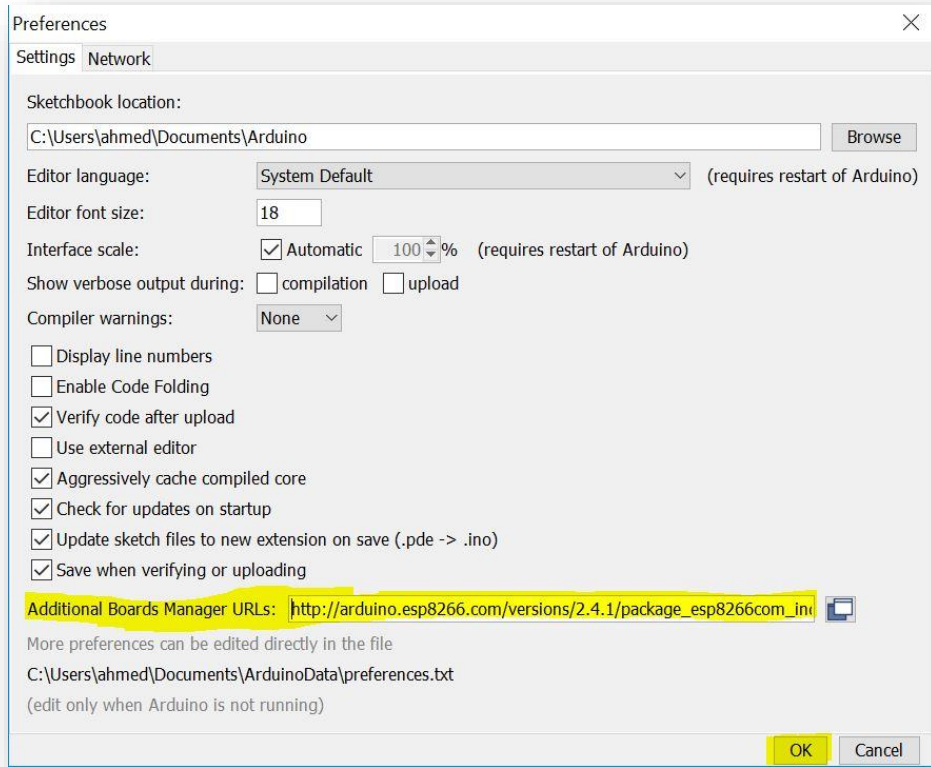 Preferences
Settings Network
Sketchbook location:
C:\Users\ahmed\Documents\Arduino Browse
Editor language: System Default (requires restart of Arduino)
Editor font size: 18
Interface scale: Automatic 100 % (requires restart of Arduino)
Show verbose output during: compilation upload
Compiler warnings: None
Display line numbers
Enable Code Folding
Verify code after upload
Use external editor
Aggressively cache compiled core
Check for updates on startup
Update sketch files to new extension on save (.pde -> .ino)
Save when verifying or uploading
Additional Boards Manager URLs: http://arduino.esp8266.com/versions/2.4.1/package_esp8266com_in
More preferences can be edited directly in the file
C:\Users\ahmed\Documents\ArduinoData\preferences.txt
(edit only when Arduino is not running)
OK Cancel